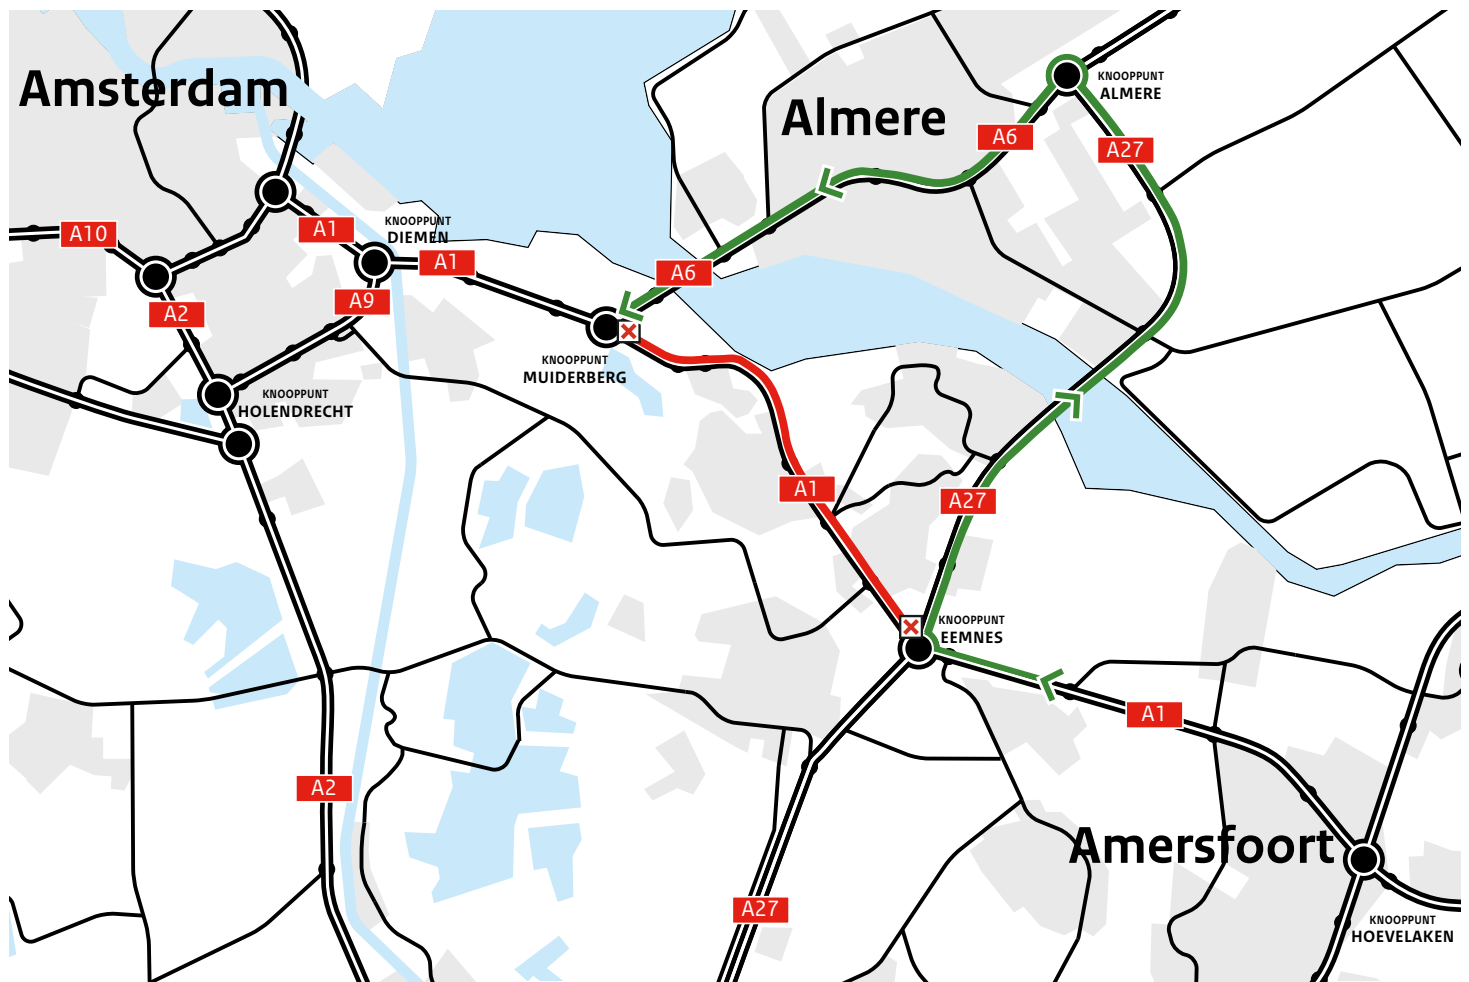 Amsterdam
Almere
KNOOPPUNT
ALMERE
A6
A27
A10
A1
KNOOPPUNT
DIEMEN
A1
A6
A9
A2
KNOOPPUNT
MUIDERBERG
KNOOPPUNT
HOLENDRECHT
A1
A27
KNOOPPUNT
EEMNES
A1
A2
Amersfoort
A27
KNOOPPUNT
HOEVELAKEN